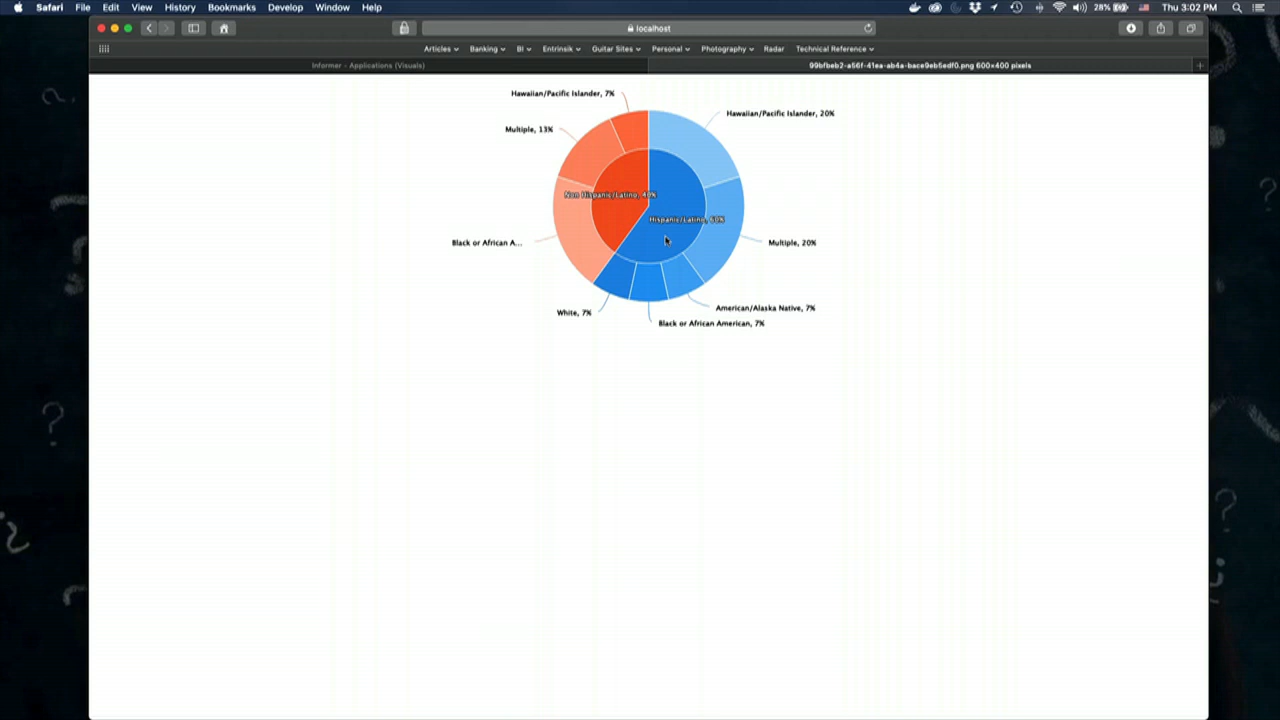 Safari File Edit View History Bookmarks Develop Window Help 28% Thu 3:02 PM
localhost
Articles Banking BI Entrinsik Guitar Sites Personal Photography Radar Technical Reference
Informer - Applications (Visuals) 99bfbeb2-a56f-41ea-ab4a-bace9eb5edf0.png 600×400 pixels
Hawaiian/Pacific Islander, 7%
Hawaiian/Pacific Islander, 20%
Multiple, 13%
Non Hispanic/Latino, 40%
Hispanic/Latino, 60%
Black or African A...
Multiple, 20%
American/Alaska Native, 7%
White, 7%
Black or African American, 7%